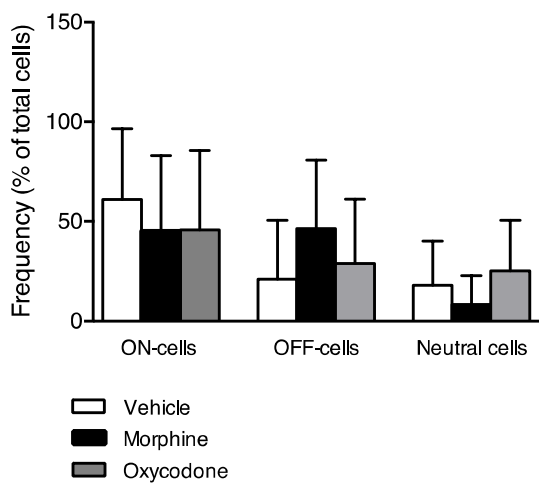 Frequency (% of total cells)
150
100
50
0
ON-cells
OFF-cells
Neutral cells
Vehicle
Morphine
Oxycodone